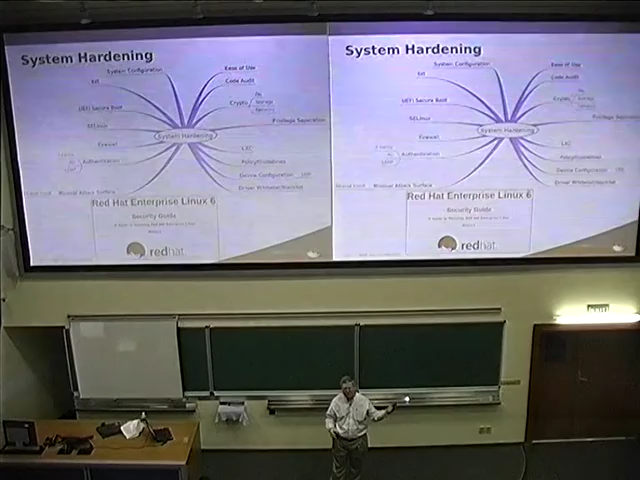 System Hardening
System Configuration
Ease of Use
Code Audit
UEFI Secure Boot
Crypto
Storage
SELinux
Privilege Separation
System Hardening
Firewall
LXC
Authentication
Policy/Guidelines
Device Configuration
Minimal Attack Surface
Driver Whitelist/Blacklist
Red Hat Enterprise Linux 6
Security Guide
redhat.
System Hardening
System Configuration
Ease of Use
Code Audit
UEFI Secure Boot
Crypto
Storage
SELinux
Privilege Separation
System Hardening
Firewall
LXC
Authentication
Policy/Guidelines
Device Configuration
Minimal Attack Surface
Driver Whitelist/Blacklist
Red Hat Enterprise Linux 6
Security Guide
redhat.